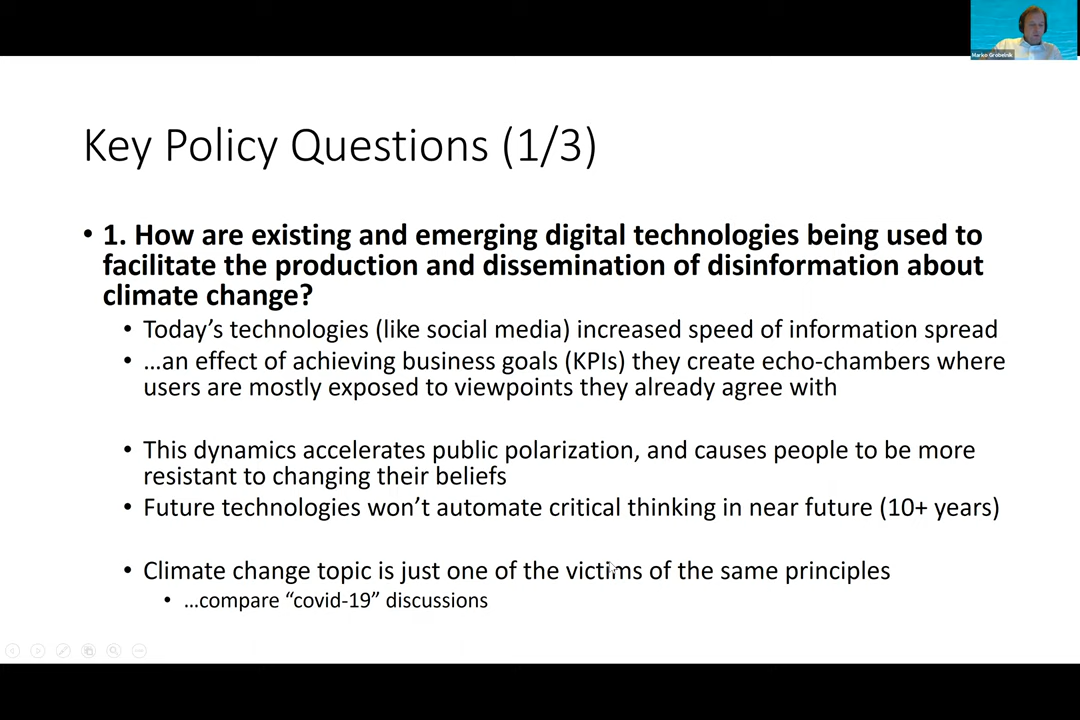 Marko Grobelnik
Key Policy Questions (1/3)
• 1. How are existing and emerging digital technologies being used to
facilitate the production and dissemination of disinformation about
climate change?
• Today’s technologies (like social media) increased speed of information spread
• …an effect of achieving business goals (KPIs) they create echo-chambers where
users are mostly exposed to viewpoints they already agree with
• This dynamics accelerates public polarization, and causes people to be more
resistant to changing their beliefs
• Future technologies won’t automate critical thinking in near future (10+ years)
• Climate change topic is just one of the victims of the same principles
• …compare “covid-19” discussions